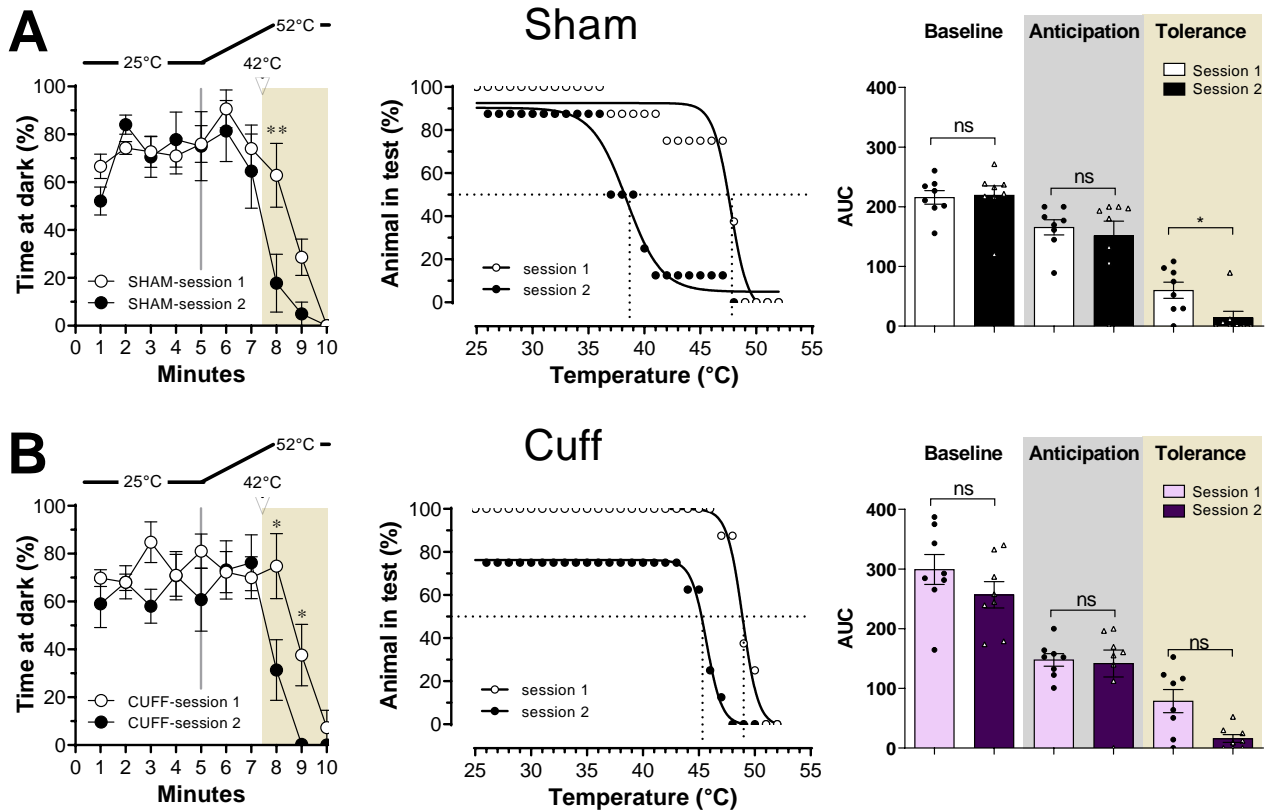 A
Sham
25°C
42°C
52°C
Time at dark (%)
100
80
60
40
20
0
**
SHAM-session 1
SHAM-session 2
0 1 2 3 4 5 6 7 8 9 10
Minutes
Animal in test (%)
100
80
60
40
20
0
session 1
session 2
25 30 35 40 45 50 55
Temperature (°C)
Baseline Anticipation Tolerance
Session 1
Session 2
AUC
400
300
200
100
0
ns
ns
*
B
Cuff
25°C
42°C
52°C
Time at dark (%)
100
80
60
40
20
0
*
*
CUFF-session 1
CUFF-session 2
0 1 2 3 4 5 6 7 8 9 10
Minutes
Animal in test (%)
100
80
60
40
20
0
session 1
session 2
25 30 35 40 45 50 55
Temperature (°C)
Baseline Anticipation Tolerance
Session 1
Session 2
AUC
400
300
200
100
0
ns
ns
ns